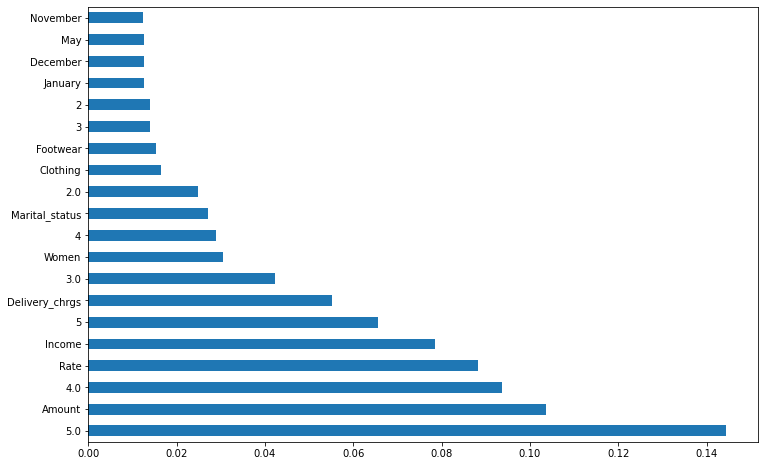 November
May
December
January
2
3
Footwear
Clothing
2.0
Marital_status
4
Women
3.0
Delivery_chrgs
5
Income
Rate
4.0
Amount
5.0
0.00 0.02 0.04 0.06 0.08 0.10 0.12 0.14